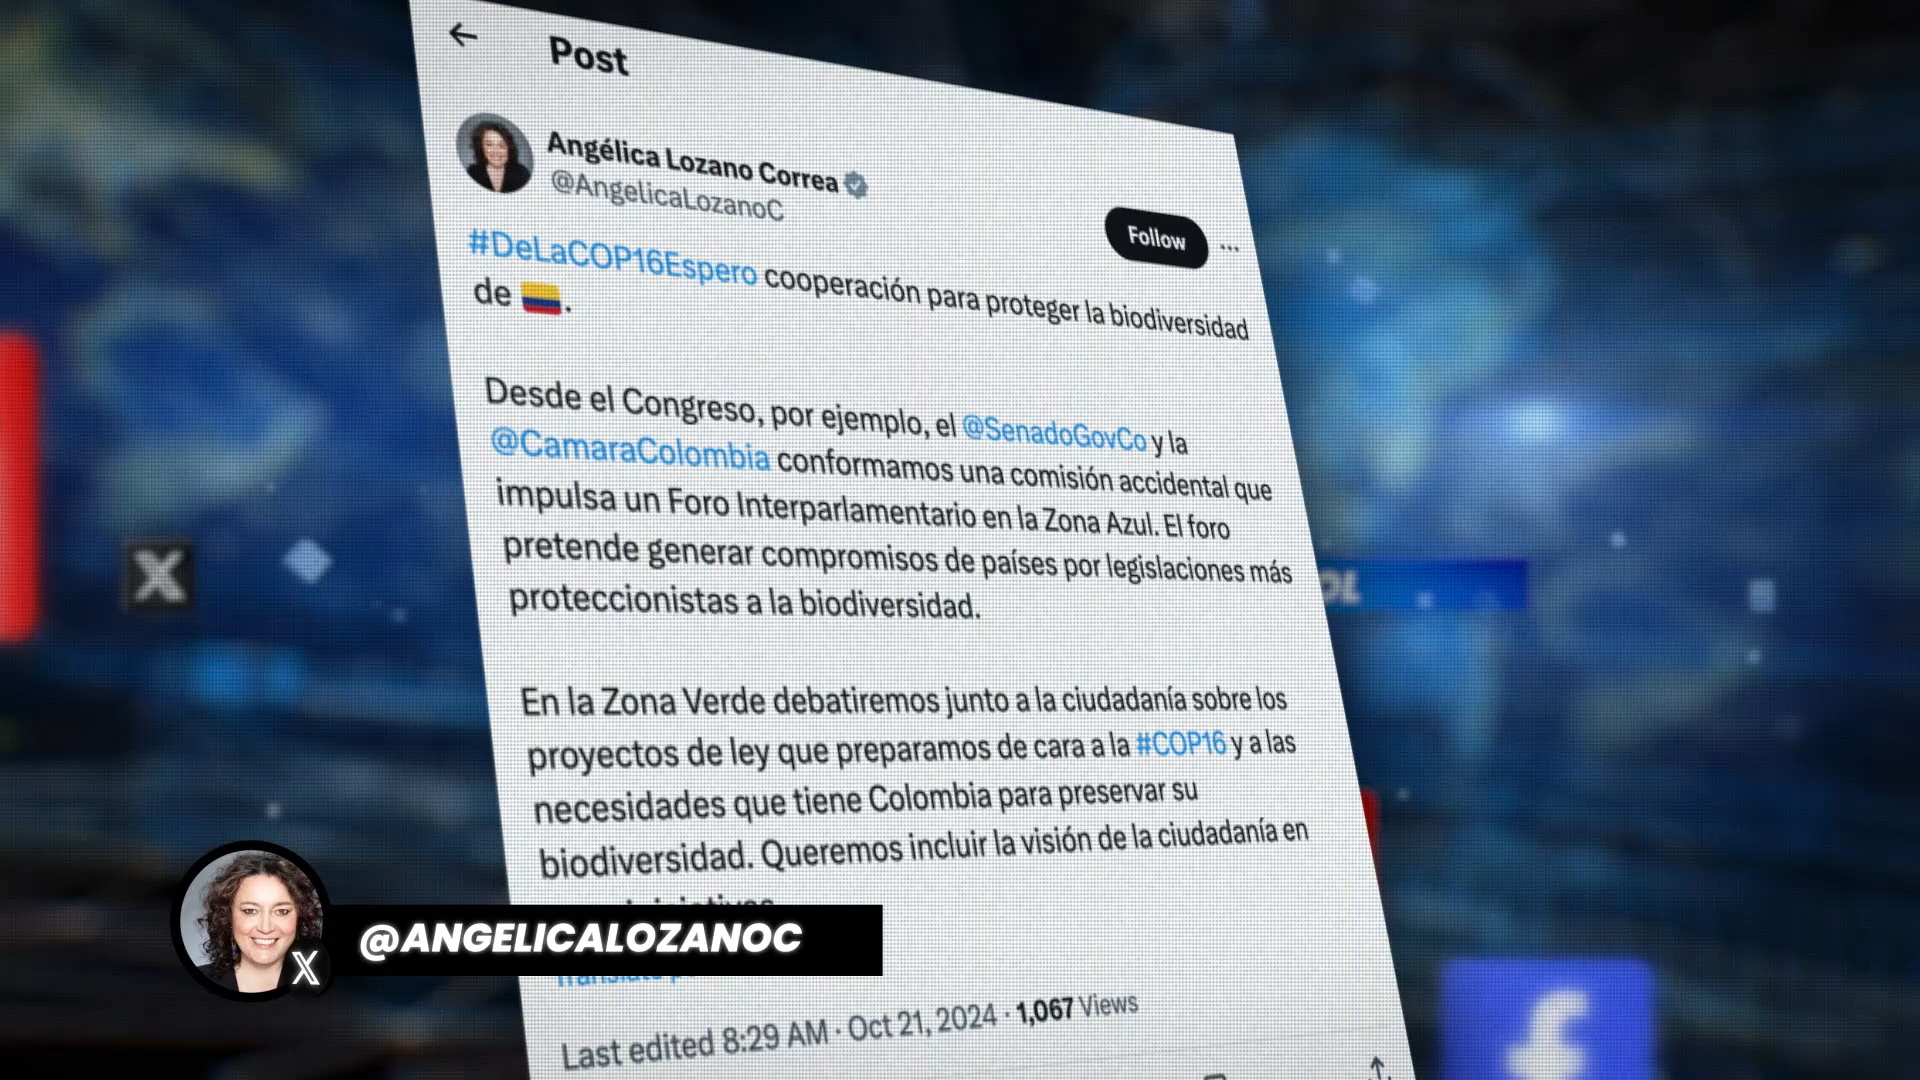 Post
Angélica Lozano Correa
@AngelicaLozanoC
Follow
#DeLaCOP16Espero cooperación para proteger la biodiversidad
de 🇨🇴.
Desde el Congreso, por ejemplo, el @SenadoGovCo y la
@CamaraColombia conformamos una comisión accidental que
impulsa un Foro Interparlamentario en la Zona Azul. El foro
pretende generar compromisos de países por legislaciones más
proteccionistas a la biodiversidad.
En la Zona Verde debatiremos junto a la ciudadanía sobre los
proyectos de ley que preparamos de cara a la #COP16 y a las
necesidades que tiene Colombia para preservar su
biodiversidad. Queremos incluir la visión de la ciudadanía en
@ANGELICALOZANOC
Last edited 8:29 AM · Oct 21, 2024 · 1,067 Views